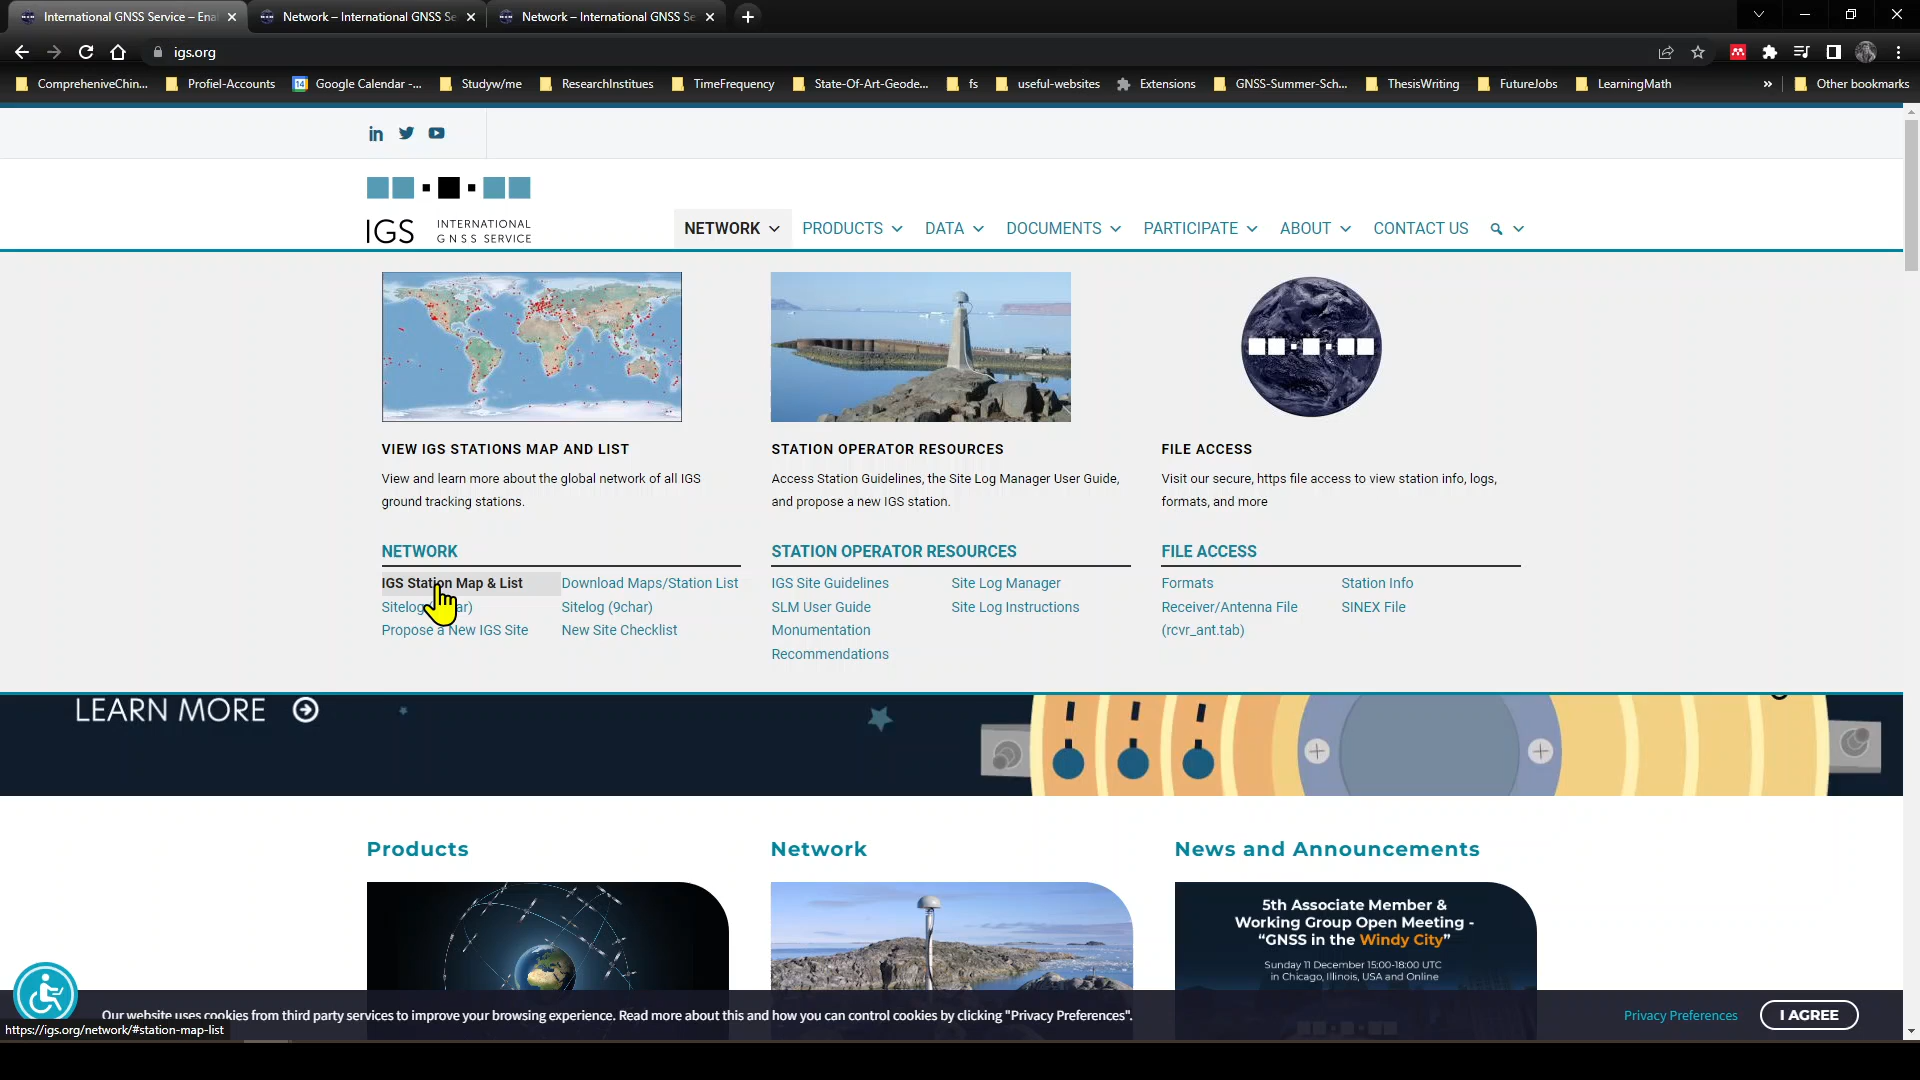 International GNSS Service – Ena
Network – International GNSS Se
Network – International GNSS Se
igs.org
CompreheniveChin...
Profiel-Accounts
Google Calendar -...
Studyw/me
ResearchInstitues
TimeFrequency
State-Of-Art-Geode...
fs
useful-websites
Extensions
GNSS-Summer-Sch...
ThesisWriting
FutureJobs
LearningMath
»
Other bookmarks
IGS INTERNATIONAL
GNSS SERVICE
NETWORK
PRODUCTS
DATA
DOCUMENTS
PARTICIPATE
ABOUT
CONTACT US
VIEW IGS STATIONS MAP AND LIST
View and learn more about the global network of all IGS
ground tracking stations.
STATION OPERATOR RESOURCES
Access Station Guidelines, the Site Log Manager User Guide,
and propose a new IGS station.
FILE ACCESS
Visit our secure, https file access to view station info, logs,
formats, and more
NETWORK
IGS Station Map & List
Download Maps/Station List
Sitelog
Sitelog (9char)
Propose a New IGS Site
New Site Checklist
STATION OPERATOR RESOURCES
IGS Site Guidelines
Site Log Manager
SLM User Guide
Site Log Instructions
Monumentation
Recommendations
FILE ACCESS
Formats
Station Info
Receiver/Antenna File
SINEX File
(rcvr_ant.tab)
LEARN MORE
Products
Network
News and Announcements
5th Associate Member &
Working Group Open Meeting -
“GNSS in the Windy City”
Sunday 11 December 15:00-18:00 UTC
in Chicago, Illinois, USA and Online
Our website uses cookies from third party services to improve your browsing experience. Read more about this and how you can control cookies by clicking "Privacy Preferences".
Privacy Preferences
I AGREE
https://igs.org/network/#station-map-list